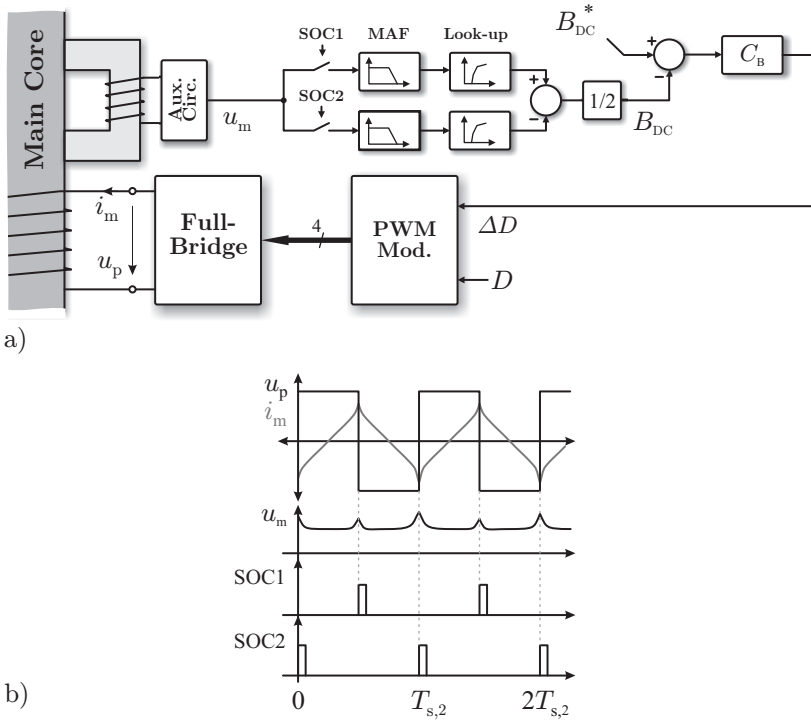 Main Core
Aux. Circ.
u_m
SOC1
SOC2
MAF
Look-up
+
−
1/2
B_DC
B_DC*
+
−
C_B
i_m
u_p
Full-
Bridge
4
PWM
Mod.
ΔD
D
a)
u_p
i_m
u_m
SOC1
SOC2
b)
0
T_s,2
2T_s,2